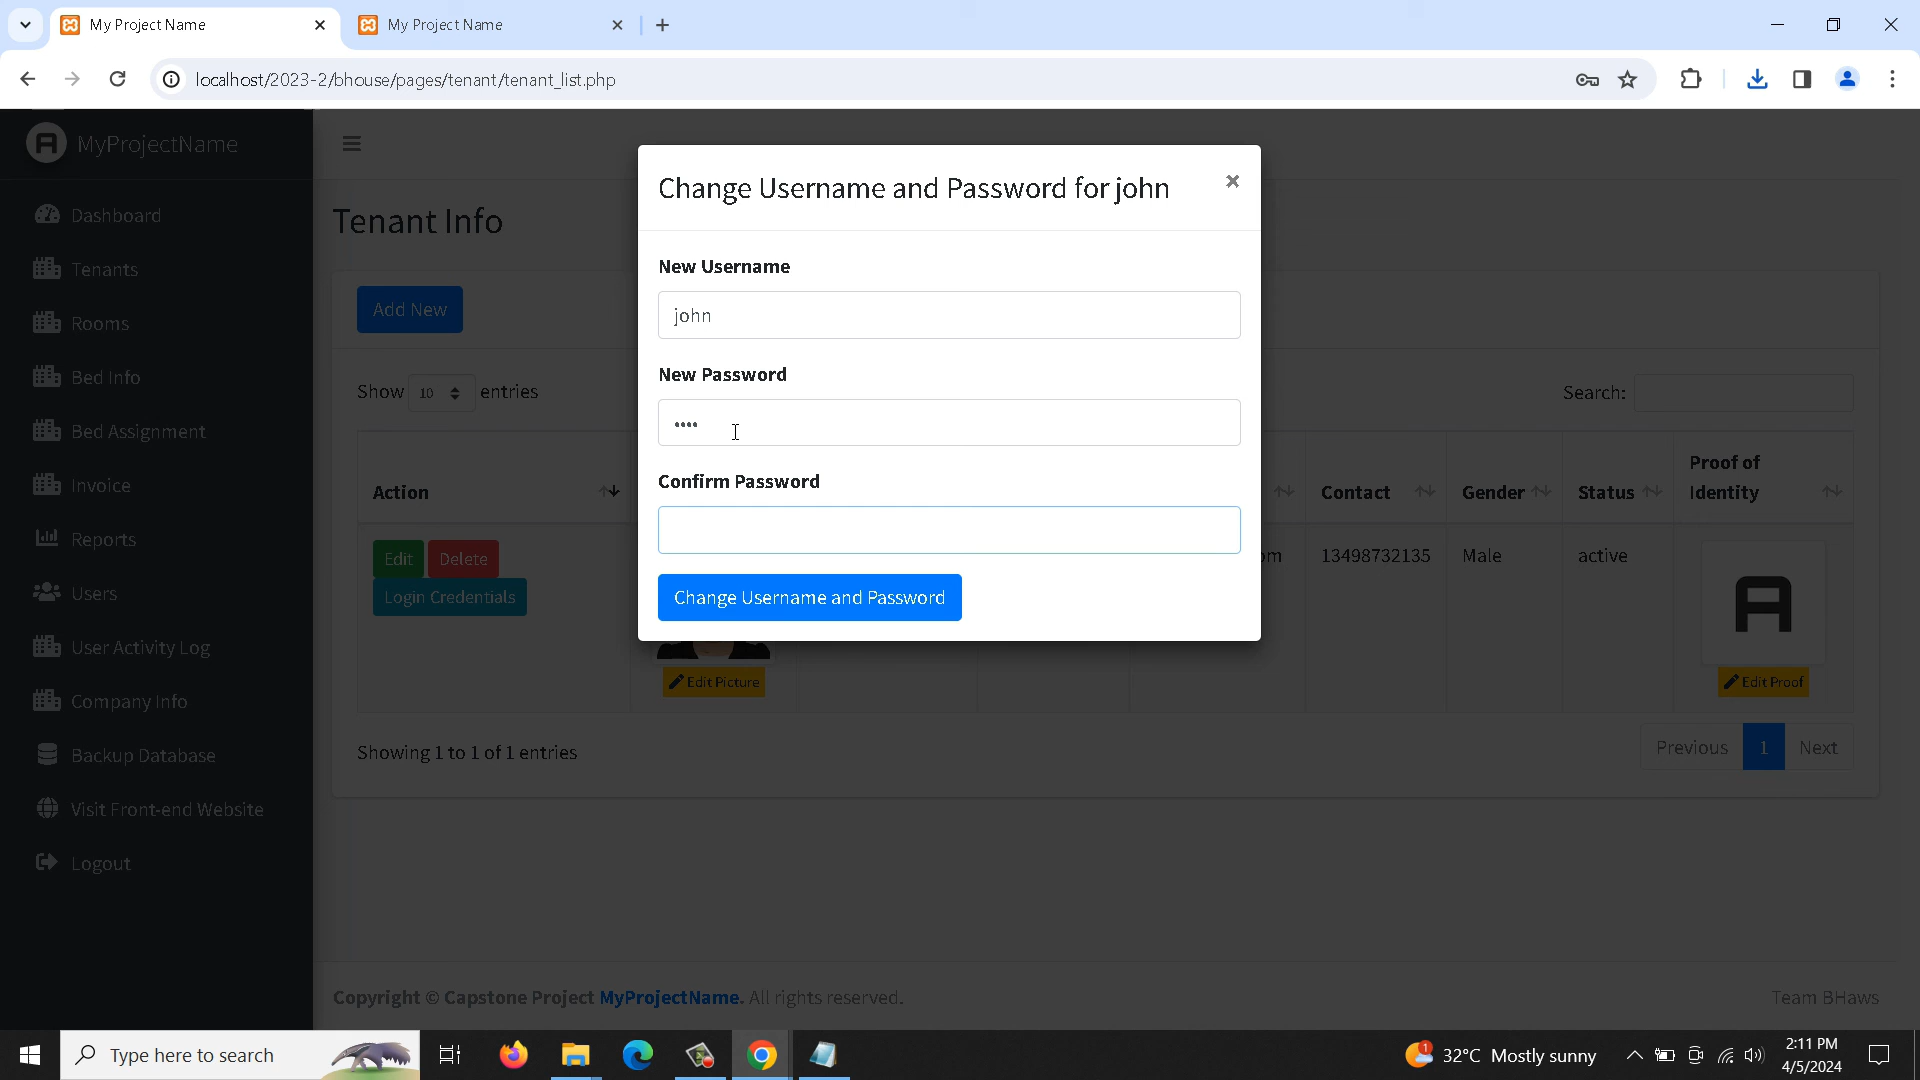 My Project Name
My Project Name
localhost/2023-2/bhouse/pages/tenant/tenant_list.php
MyProjectName
Dashboard
Tenants
Rooms
Bed Info
Bed Assignment
Invoice
Reports
Users
User Activity Log
Company Info
Backup Database
Visit Front-end Website
Logout
Tenant Info
Add New
Show 10 entries
Search:
Action
Contact
Gender
Status
Proof of
Identity
Edit
Delete
Login Credentials
Edit Picture
om
13498732135
Male
active
Edit Proof
Showing 1 to 1 of 1 entries
Previous
1
Next
Change Username and Password for john
×
New Username
john
New Password
••••
Confirm Password
Change Username and Password
Copyright © Capstone Project MyProjectName. All rights reserved.
Team BHaws
Type here to search
1
32°C Mostly sunny
2:11 PM
4/5/2024